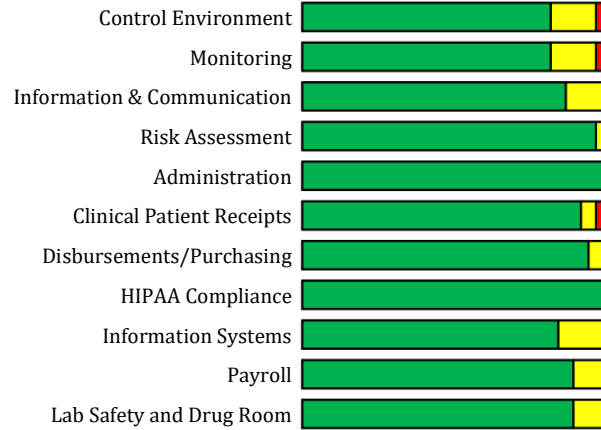 Control Environment
Monitoring
Information & Communication
Risk Assessment
Administration
Clinical Patient Receipts
Disbursements/Purchasing
HIPAA Compliance
Information Systems
Payroll
Lab Safety and Drug Room